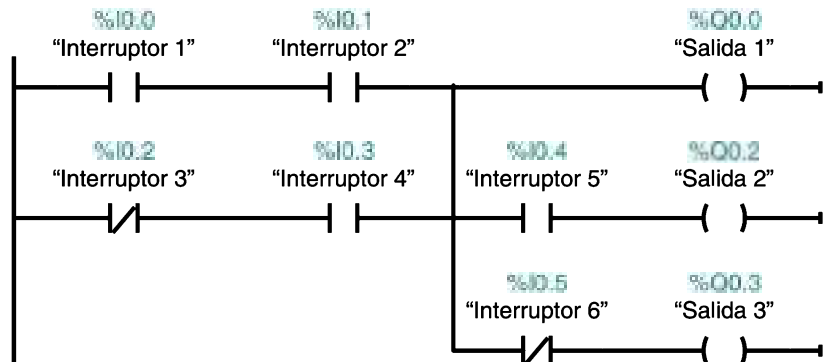 %I0.0 %I0.1 %Q0.0
“Interruptor 1” “Interruptor 2” “Salida 1”
%I0.2 %I0.3 %I0.4 %Q0.2
“Interruptor 3” “Interruptor 4” “Interruptor 5” “Salida 2”
%I0.5 %Q0.3
“Interruptor 6” “Salida 3”